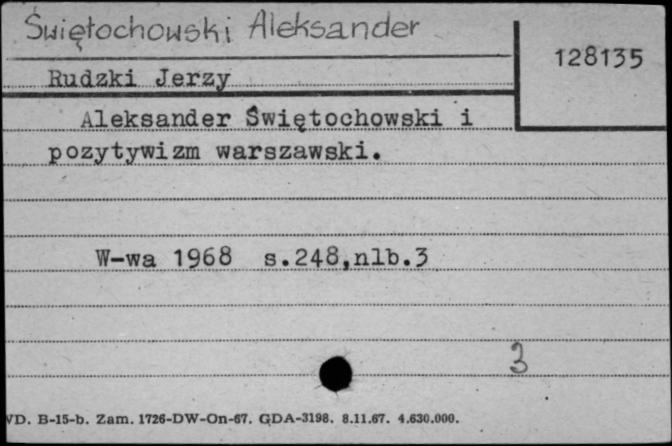 Świętochowski Aleksander
128135
Rudzki Jerzy
Aleksander Świętochowski i
pozytywizm warszawski.
W-wa 1968 s.248,nlb.3
3
VD. B-15-b. Zam. 1726-DW-On-67. GDA-3198. 8.11.67. 4.630.000.